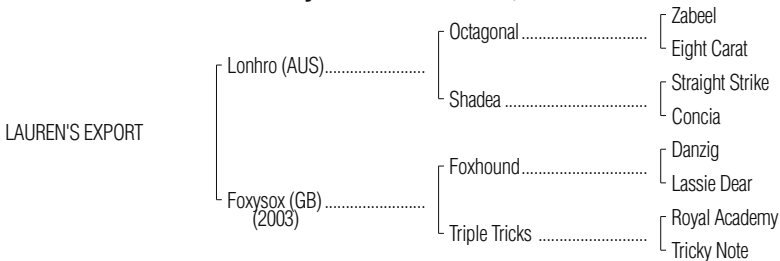 Zabeel
Octagonal
Eight Carat
Lonhro (AUS)
Straight Strike
Shadea
Concia
LAUREN'S EXPORT
Danzig
Foxhound
Lassie Dear
Foxysox (GB)
(2003)
Royal Academy
Triple Tricks
Tricky Note